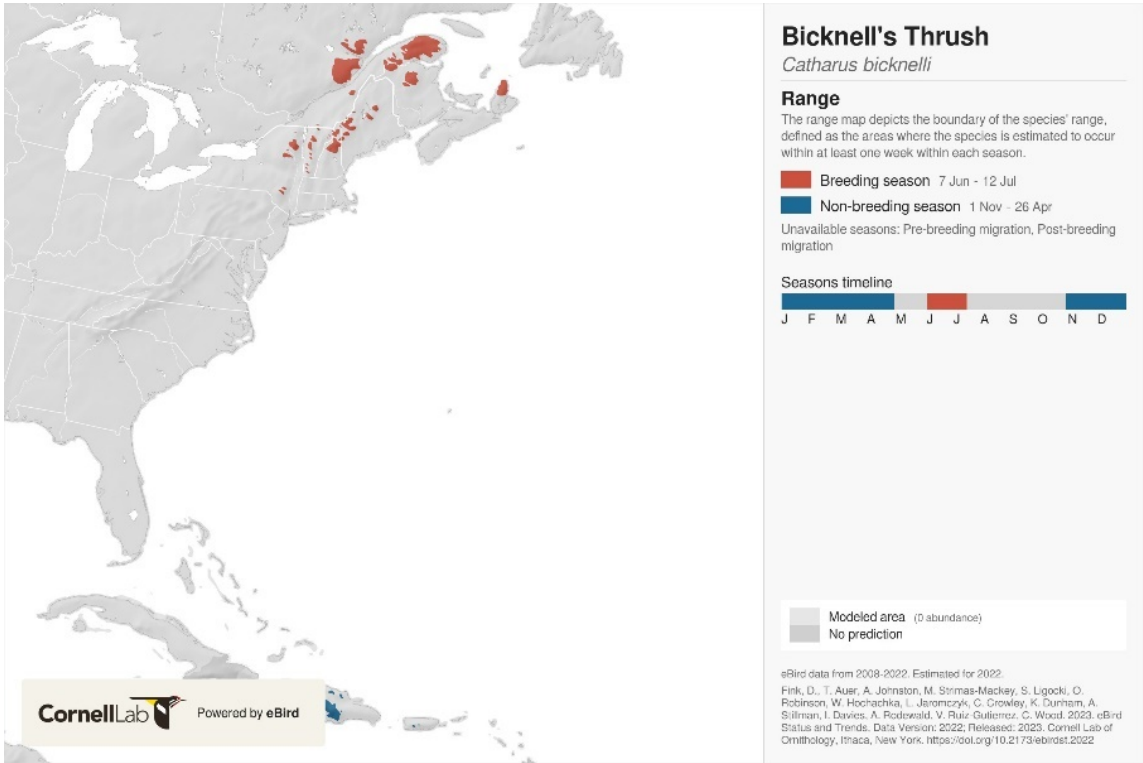 Bicknell's Thrush
Catharus bicknelli
Range
The range map depicts the boundary of the species' range,
defined as the areas where the species is estimated to occur
within at least one week within each season.
Breeding season 7 Jun - 12 Jul
Non-breeding season 1 Nov - 26 Apr
Unavailable seasons: Pre-breeding migration, Post-breeding
migration
Seasons timeline
J F M A M J J A S O N D
Modeled area (0 abundance)
No prediction
eBird data from 2008-2022. Estimated for 2022.
Fink, D., T. Auer, A. Johnston, M. Strimas-Mackey, S. Ligocki, O.
Robinson, W. Hochachka, L. Jaromczyk, C. Crowley, K. Dunham, A.
Stillman, I. Davies, A. Rodewald, V. Ruiz-Gutierrez, C. Wood. 2023. eBird
Status and Trends, Data Version: 2022; Released: 2023. Cornell Lab of
Ornithology, Ithaca, New York. https://doi.org/10.2173/ebirdst.2022
CornellLab Powered by eBird